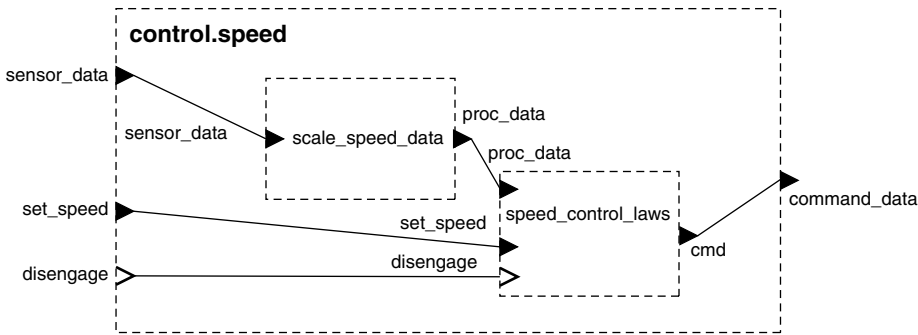 control.speed
sensor_data
proc_data
sensor_data
scale_speed_data
proc_data
command_data
set_speed
speed_control_laws
set_speed
cmd
disengage
disengage